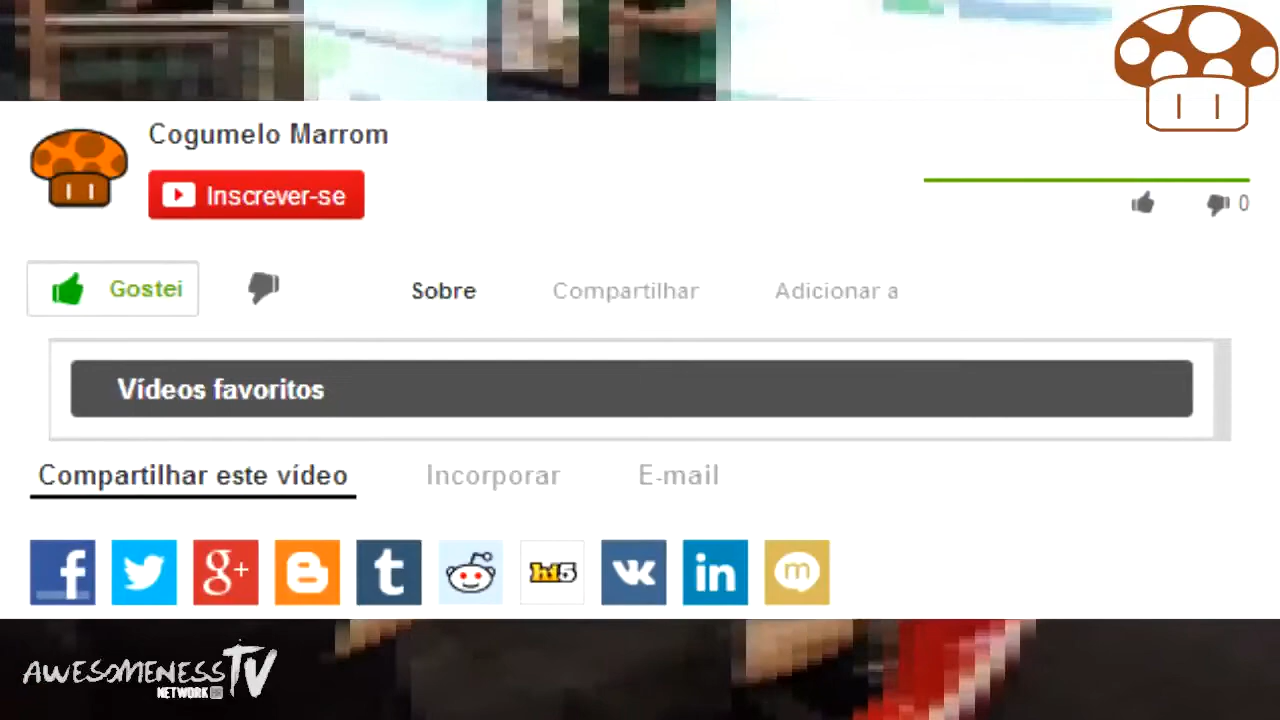 Cogumelo Marrom
Inscrever-se
0
Gostei
Sobre
Compartilhar
Adicionar a
Vídeos favoritos
Compartilhar este vídeo
Incorporar
E-mail
f
g+
B
t
hi5
in
m
AWESOMENESS TV
NETWORK